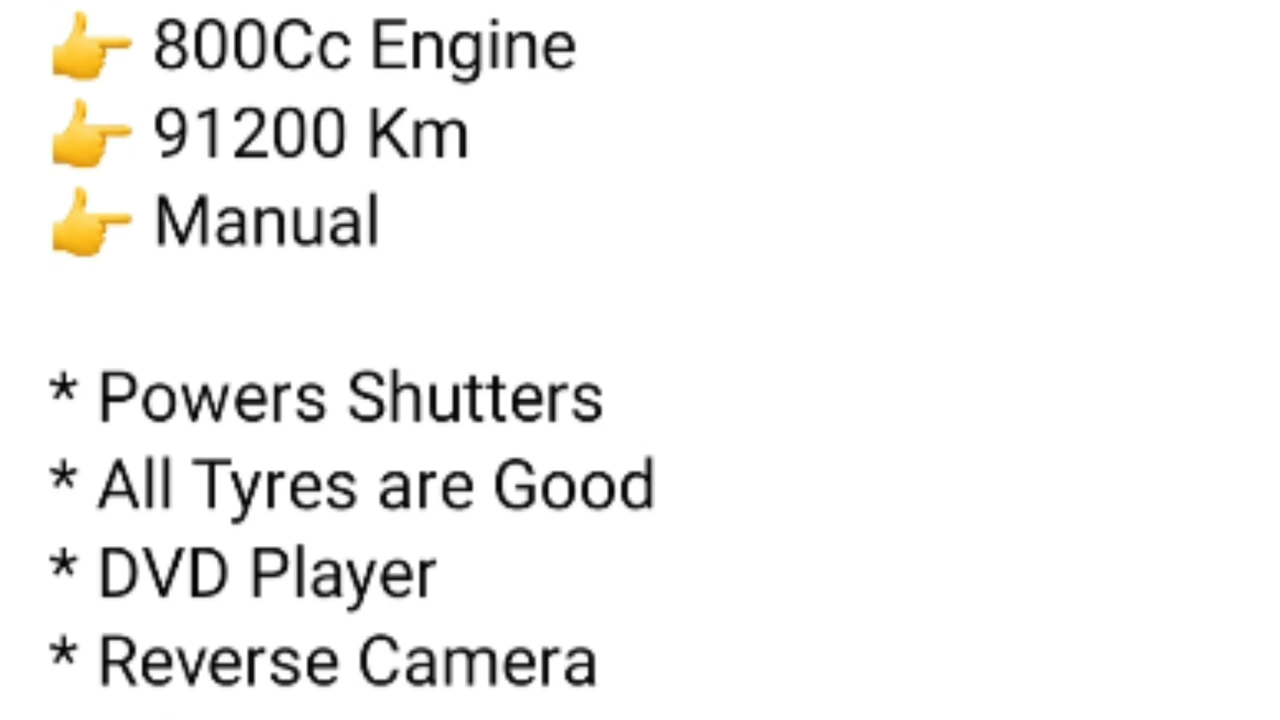 👉 800Cc Engine
👉 91200 Km
👉 Manual
* Powers Shutters
* All Tyres are Good
* DVD Player
* Reverse Camera